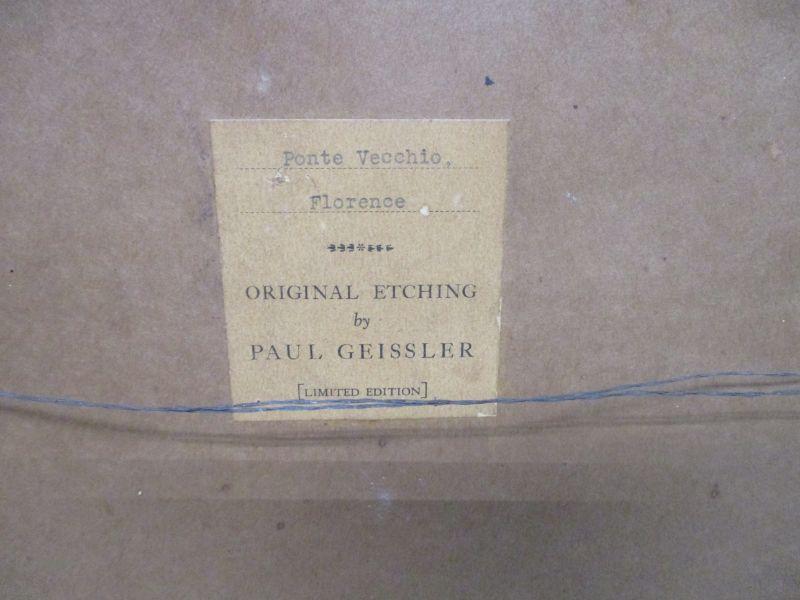 Ponte Vecchio,
Florence
ORIGINAL ETCHING
by
PAUL GEISSLER
[LIMITED EDITION]